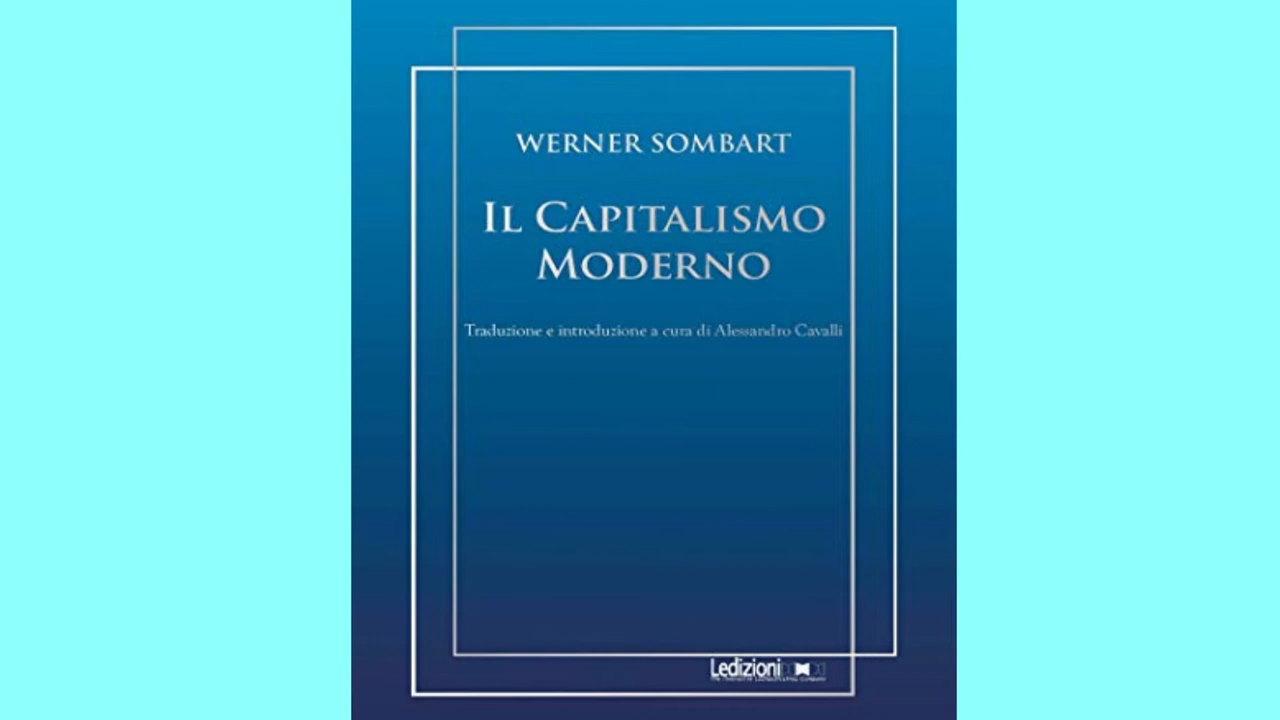 WERNER SOMBART
IL CAPITALISMO
MODERNO
Traduzione e introduzione a cura di Alessandro Cavalli
Ledizioni